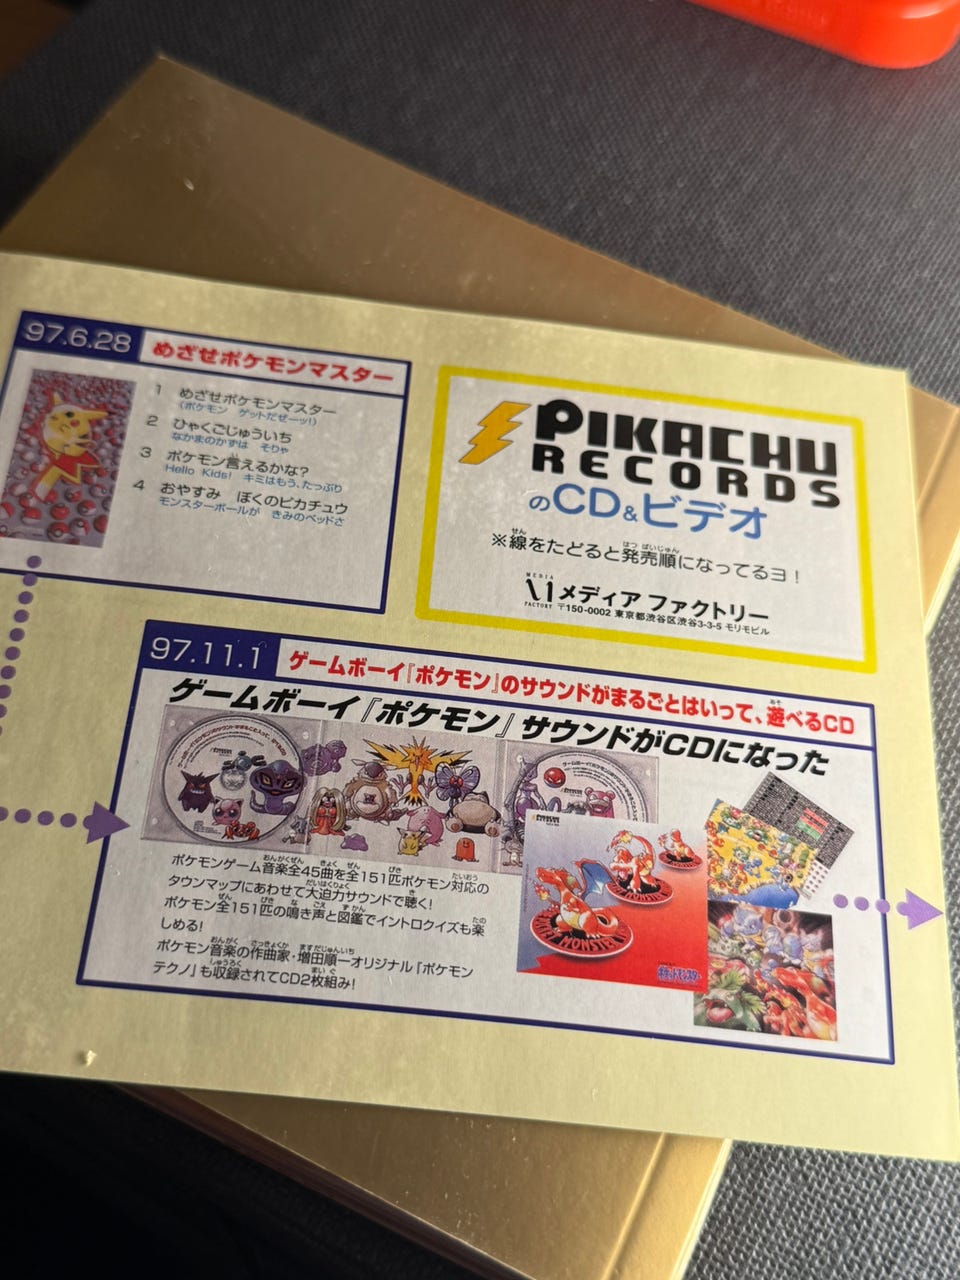 97.6.28
めざせポケモンマスター
1 めざせポケモンマスター
(ポケモン ゲットだぜーッ!)
2 ひゃくごじゅういち
なかまのかずは そりゃ
3 ポケモン言えるかな?
Hello Kids! キミはもう、たっぷり
4 おやすみ ぼくのピカチュウ
モンスターボールが きみのベッドさ
PIKACHU
RECORDS
のCD&ビデオ
※線をたどると発売順になってるヨ!
MEDIA FACTORY
メディア ファクトリー
〒150-0002 東京都渋谷区渋谷3-3-5 モリモビル
97.11.1
ゲームボーイ『ポケモン』のサウンドがまるごとはいって、遊べるCD
ゲームボーイ『ポケモン』サウンドがCDになった
ポケモンゲーム音楽全45曲を全151匹ポケモン対応の
タウンマップにあわせて大迫力サウンドで聴く!
ポケモン全151匹の鳴き声と図鑑でイントロクイズも楽
しめる!
ポケモン音楽の作曲家・増田順一オリジナル『ポケモン
テクノ』も収録されてCD2枚組み!
ポケットモンスター